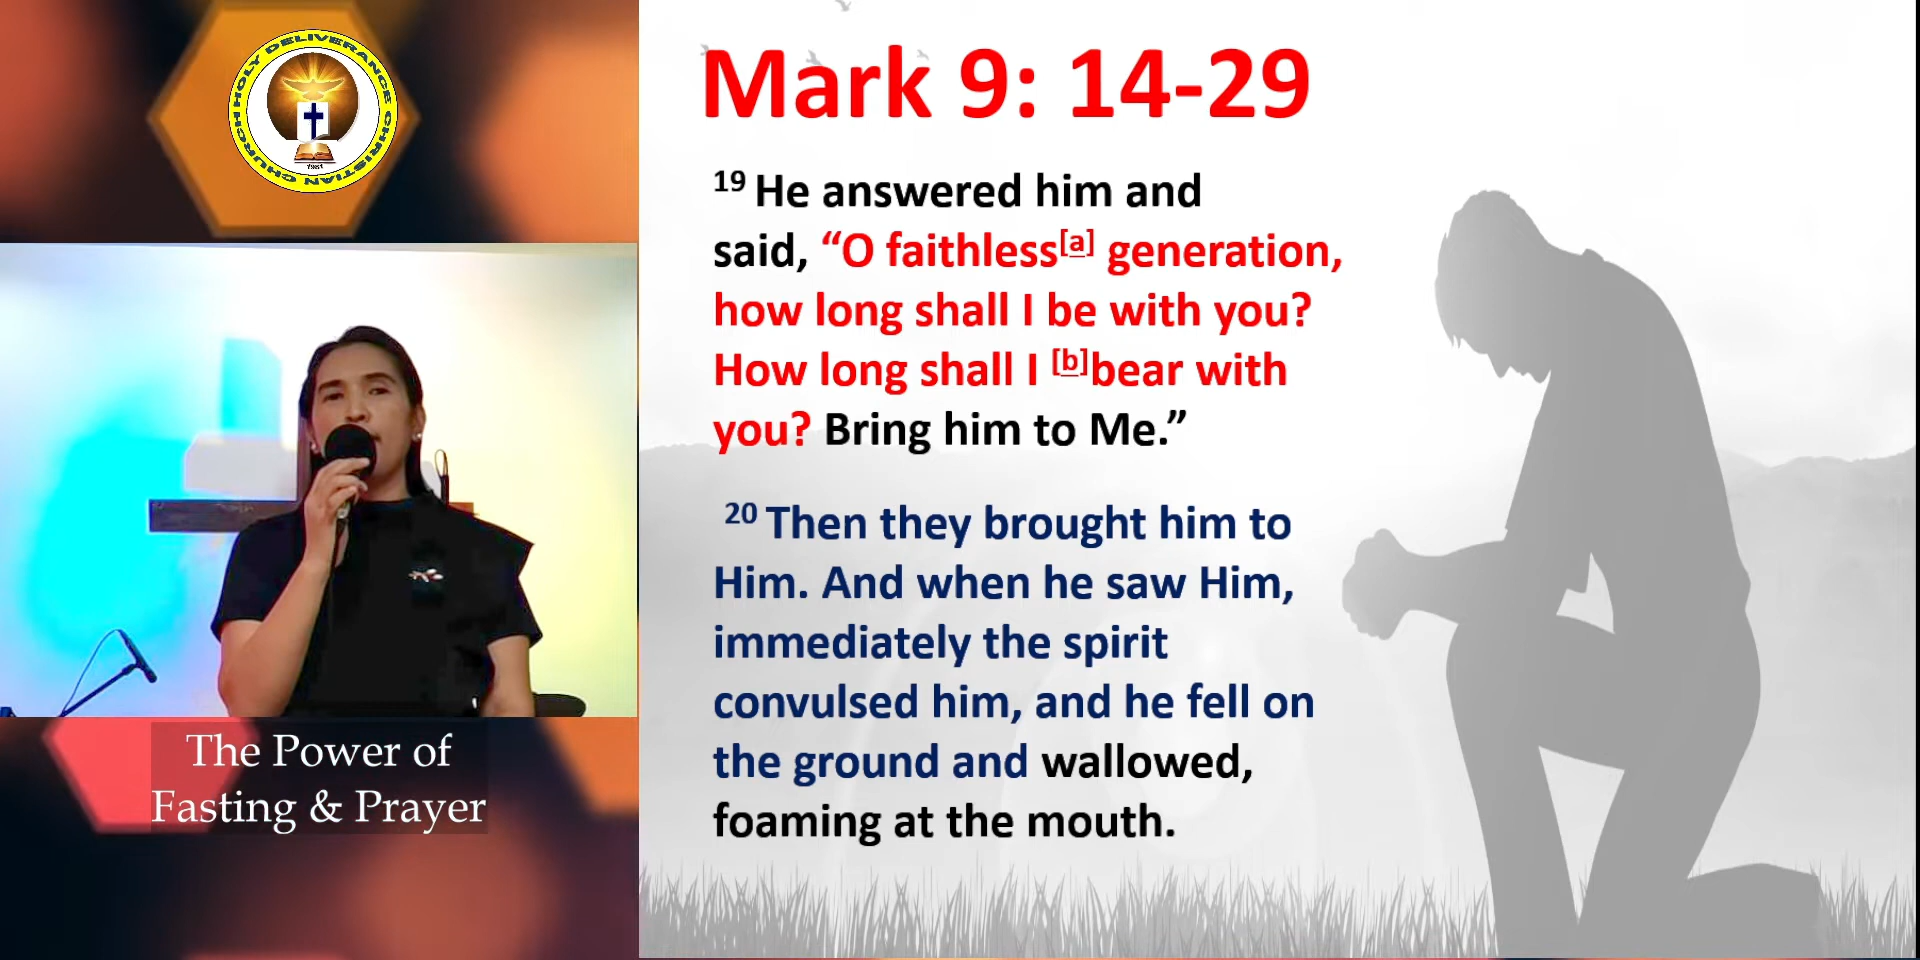 HOLY DELIVERANCE CHRISTIAN CHURCH
The Power of
Fasting & Prayer
Mark 9: 14-29
19 He answered him and
said, “O faithless[a] generation,
how long shall I be with you?
How long shall I [b]bear with
you? Bring him to Me.”
20 Then they brought him to
Him. And when he saw Him,
immediately the spirit
convulsed him, and he fell on
the ground and wallowed,
foaming at the mouth.